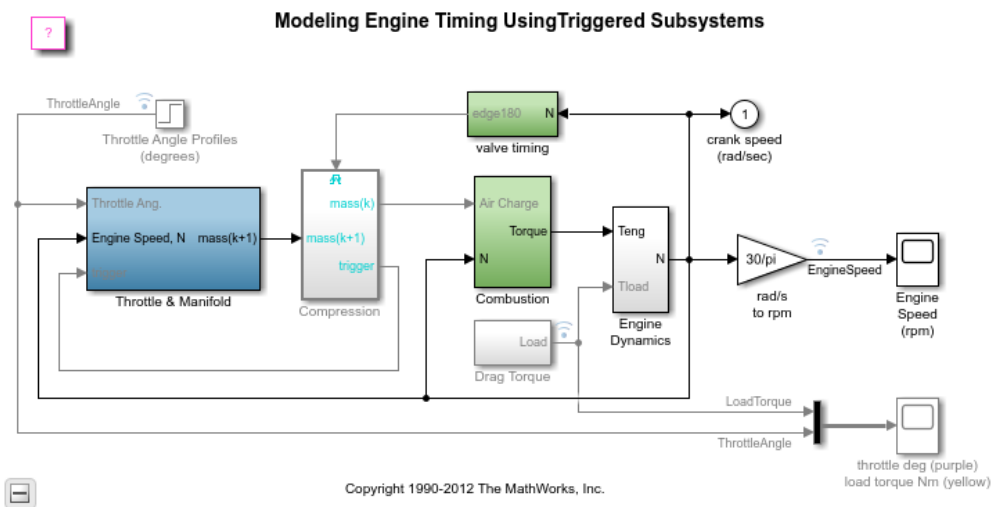 Modeling Engine Timing UsingTriggered Subsystems
?
ThrottleAngle
Throttle Angle Profiles
(degrees)
edge180 N
valve timing
1
crank speed
(rad/sec)
Throttle Ang.
Engine Speed, N mass(k+1)
trigger
Throttle & Manifold
mass(k)
mass(k+1)
trigger
Compression
Air Charge
Torque
N
Combustion
Teng
N
Tload
Engine
Dynamics
30/pi
rad/s
to rpm
EngineSpeed
Engine
Speed
(rpm)
Load
Drag Torque
LoadTorque
ThrottleAngle
throttle deg (purple)
load torque Nm (yellow)
Copyright 1990-2012 The MathWorks, Inc.